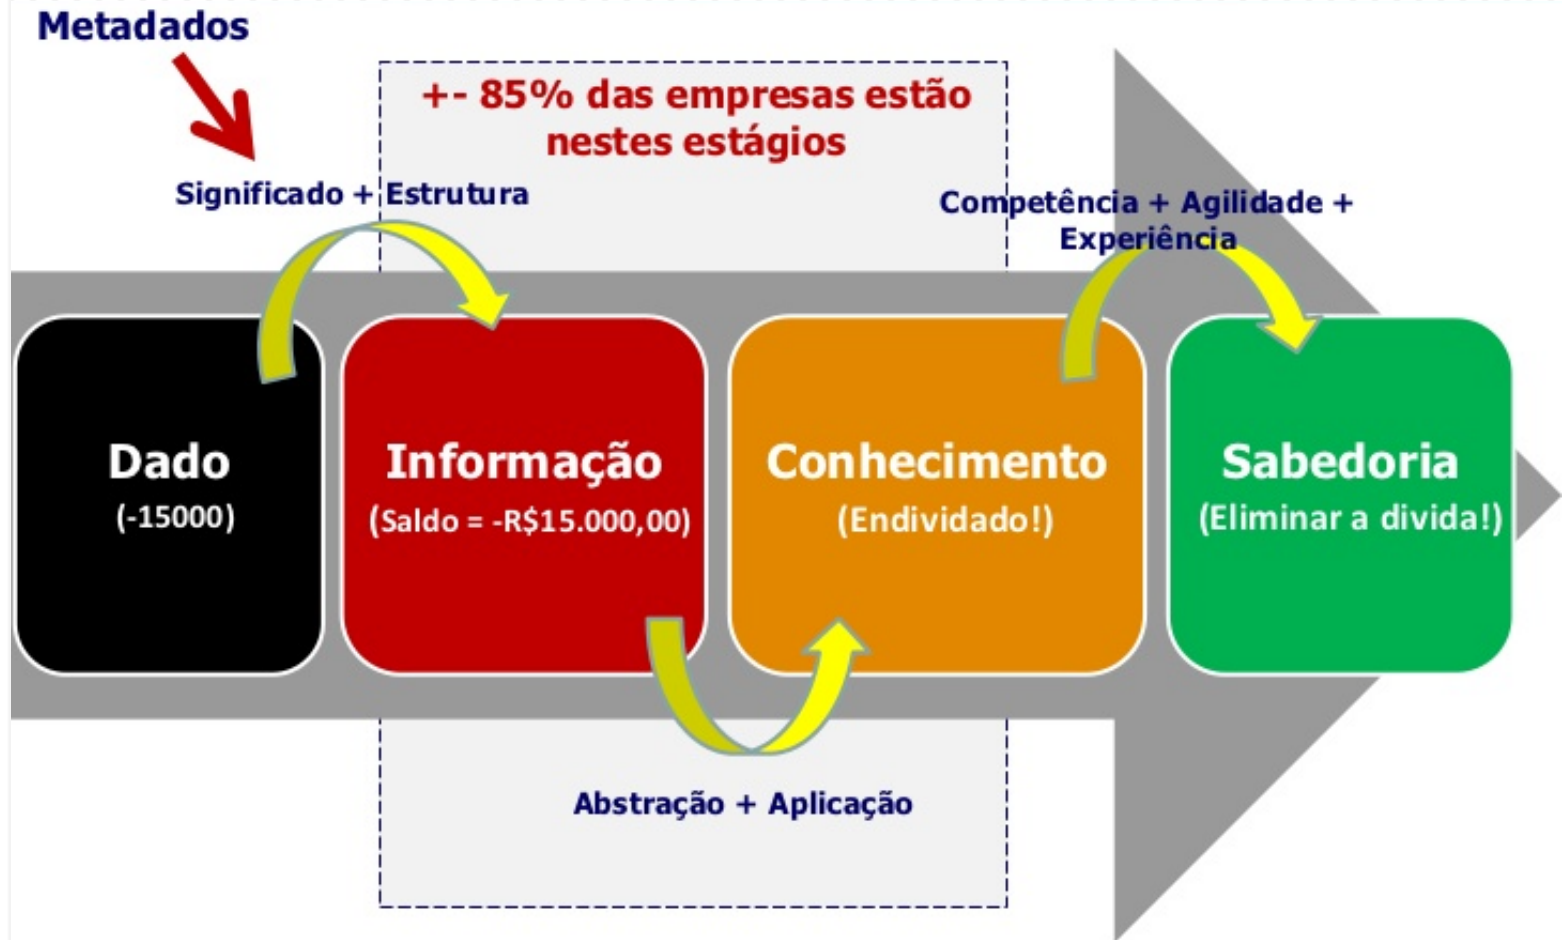 Metadados
+- 85% das empresas estão
nestes estágios
Significado + Estrutura
Competência + Agilidade +
Experiência
Dado
(-15000)
Informação
(Saldo = -R$15.000,00)
Conhecimento
(Endividado!)
Sabedoria
(Eliminar a divida!)
Abstração + Aplicação